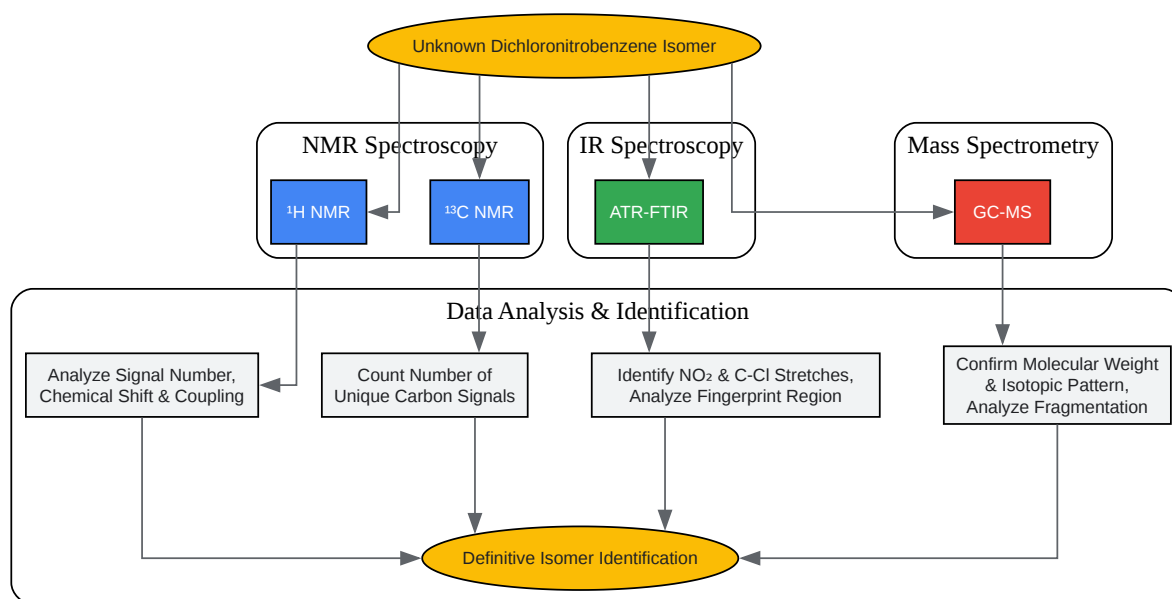 Unknown Dichloronitrobenzene Isomer
NMR Spectroscopy
IR Spectroscopy
Mass Spectrometry
¹H NMR
¹³C NMR
ATR-FTIR
GC-MS
Data Analysis & Identification
Analyze Signal Number,
Chemical Shift & Coupling
Count Number of
Unique Carbon Signals
Identify NO₂ & C-Cl Stretches,
Analyze Fingerprint Region
Confirm Molecular Weight
& Isotopic Pattern,
Analyze Fragmentation
Definitive Isomer Identification